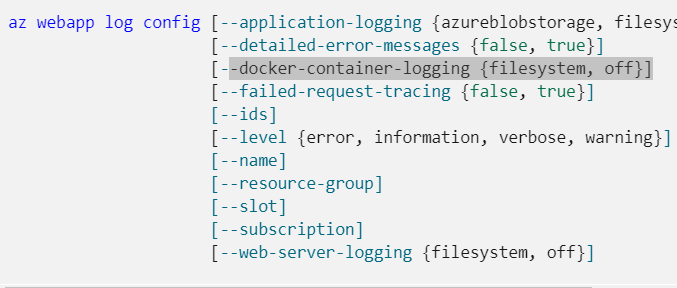 az webapp log config [--application-logging {azureblobstorage,
[--detailed-error-messages {false, true}]
[--docker-container-logging {filesystem, off}]
[--failed-request-tracing {false, true}]
[--ids]
[--level {error, information, verbose, warning}]
[--name]
[--resource-group]
[--slot]
[--subscription]
[--web-server-logging {filesystem, off}]